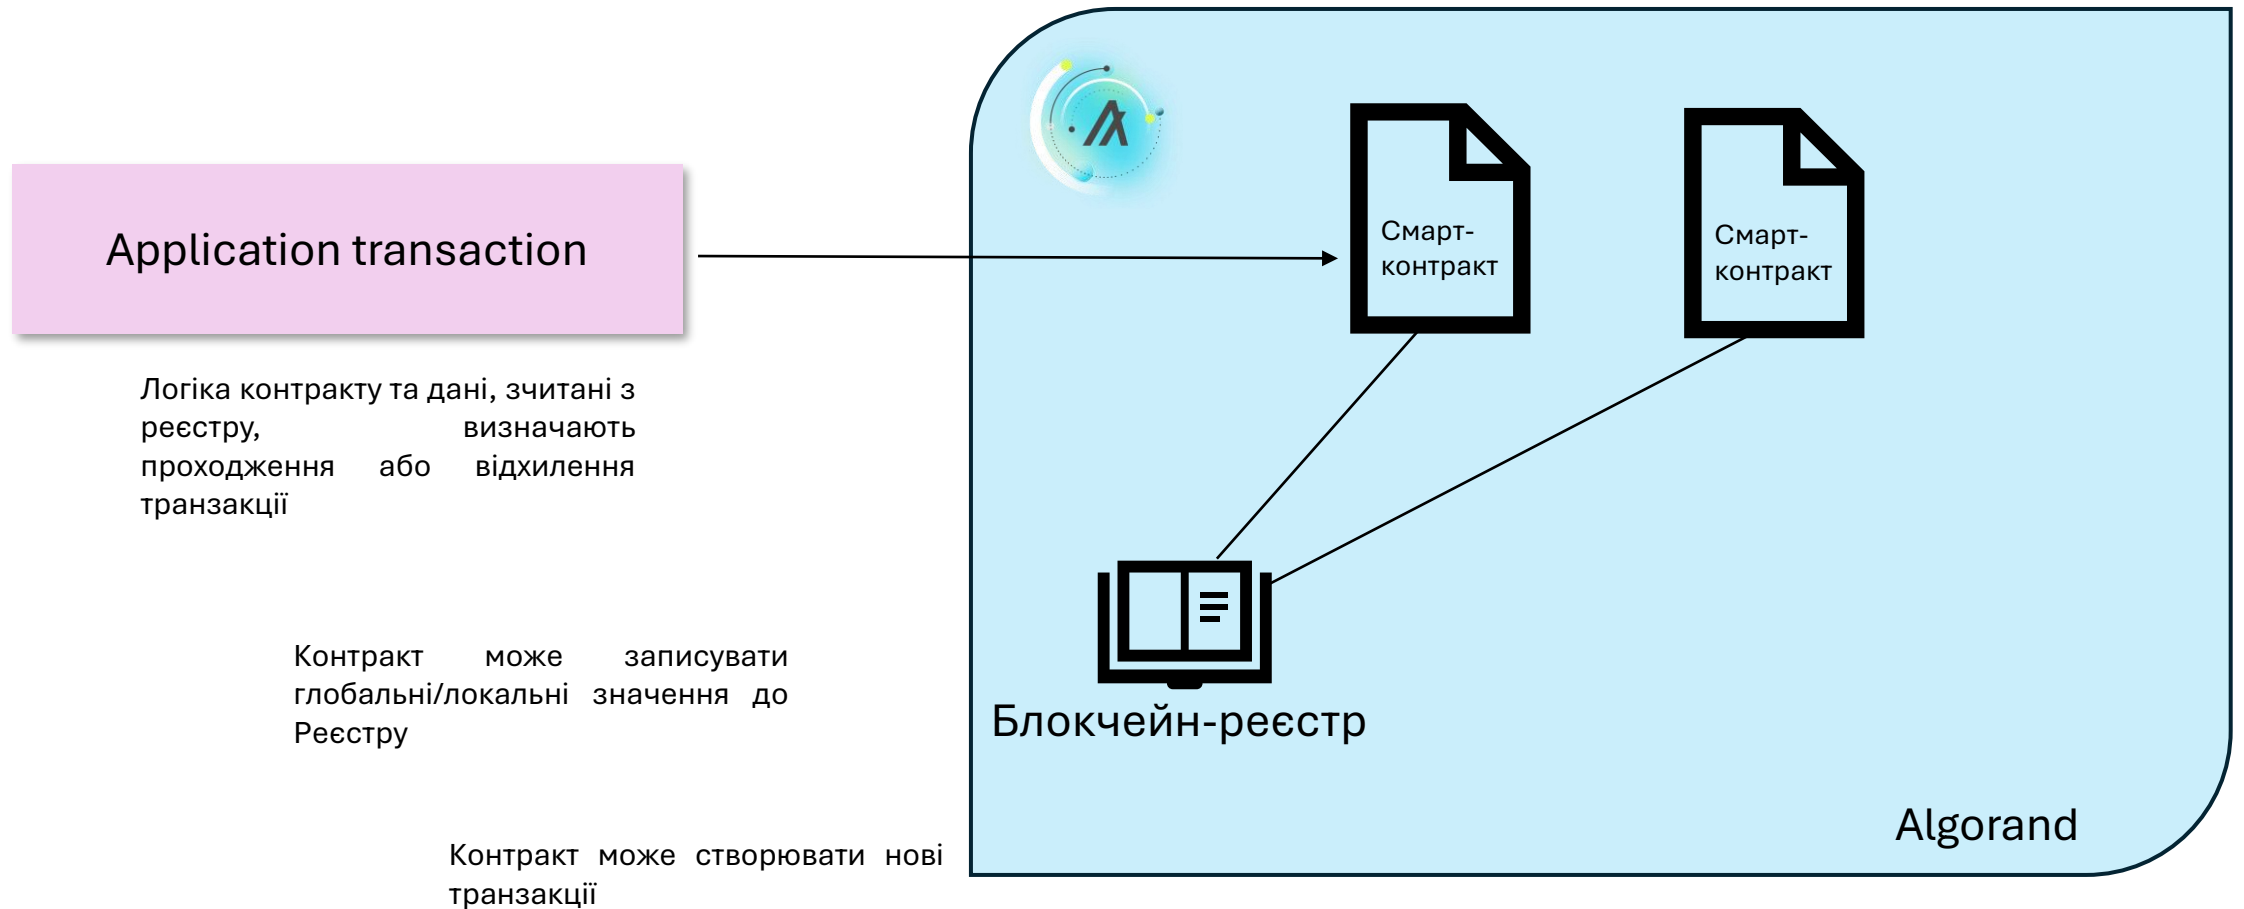 Application transaction
Смарт-
контракт
Смарт-
контракт
Логіка контракту та дані, зчитані з
реєстру, визначають
проходження або відхилення
транзакції
Контракт може записувати
глобальні/локальні значення до
Реєстру
Блокчейн-реєстр
Algorand
Контракт може створювати нові
транзакції